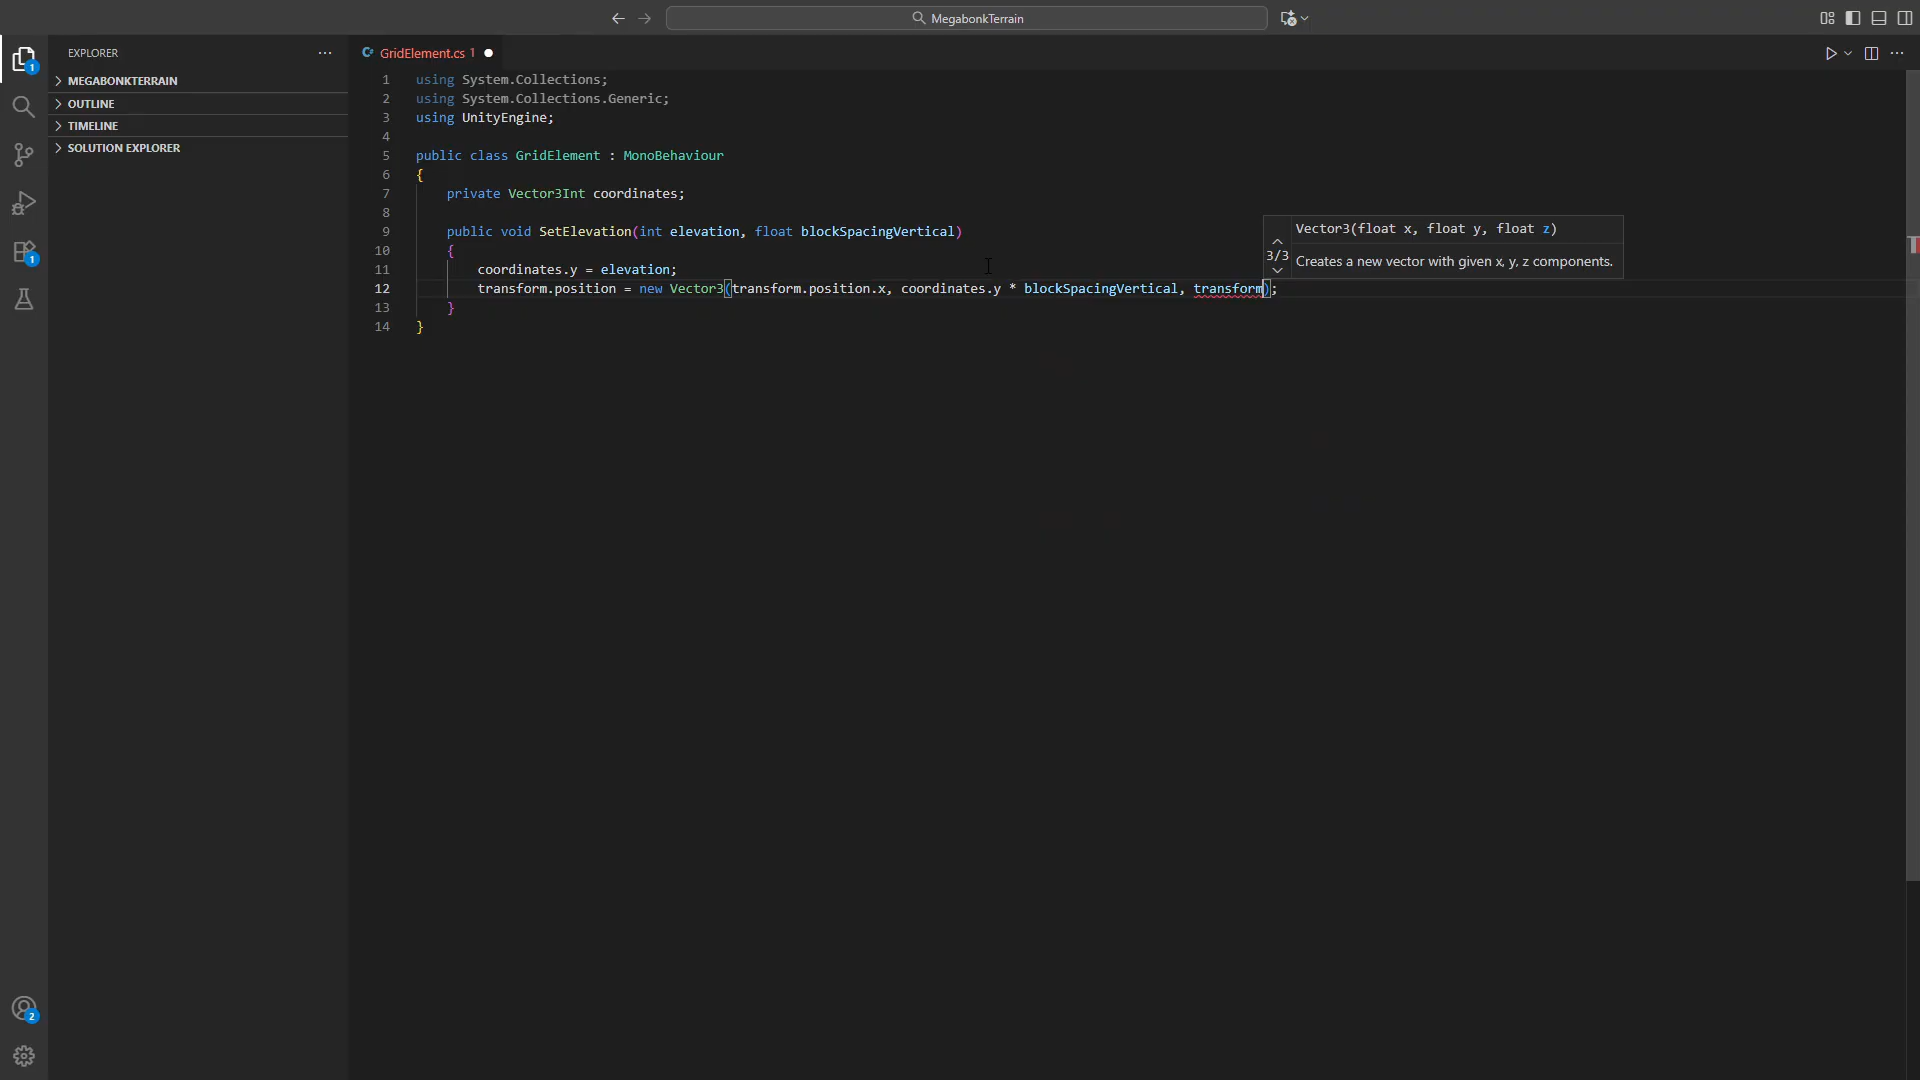 MegabonkTerrain
EXPLORER
GridElement.cs 1
MEGABONKTERRAIN
OUTLINE
TIMELINE
SOLUTION EXPLORER
1
1
2
1 using System.Collections;
2 using System.Collections.Generic;
3 using UnityEngine;
4
5 public class GridElement : MonoBehaviour
6 {
7 private Vector3Int coordinates;
8
9 public void SetElevation(int elevation, float blockSpacingVertical)
10 {
11 coordinates.y = elevation;
12 transform.position = new Vector3(transform.position.x, coordinates.y * blockSpacingVertical, transform);
13 }
14 }
Vector3(float x, float y, float z)
3/3
Creates a new vector with given x, y, z components.